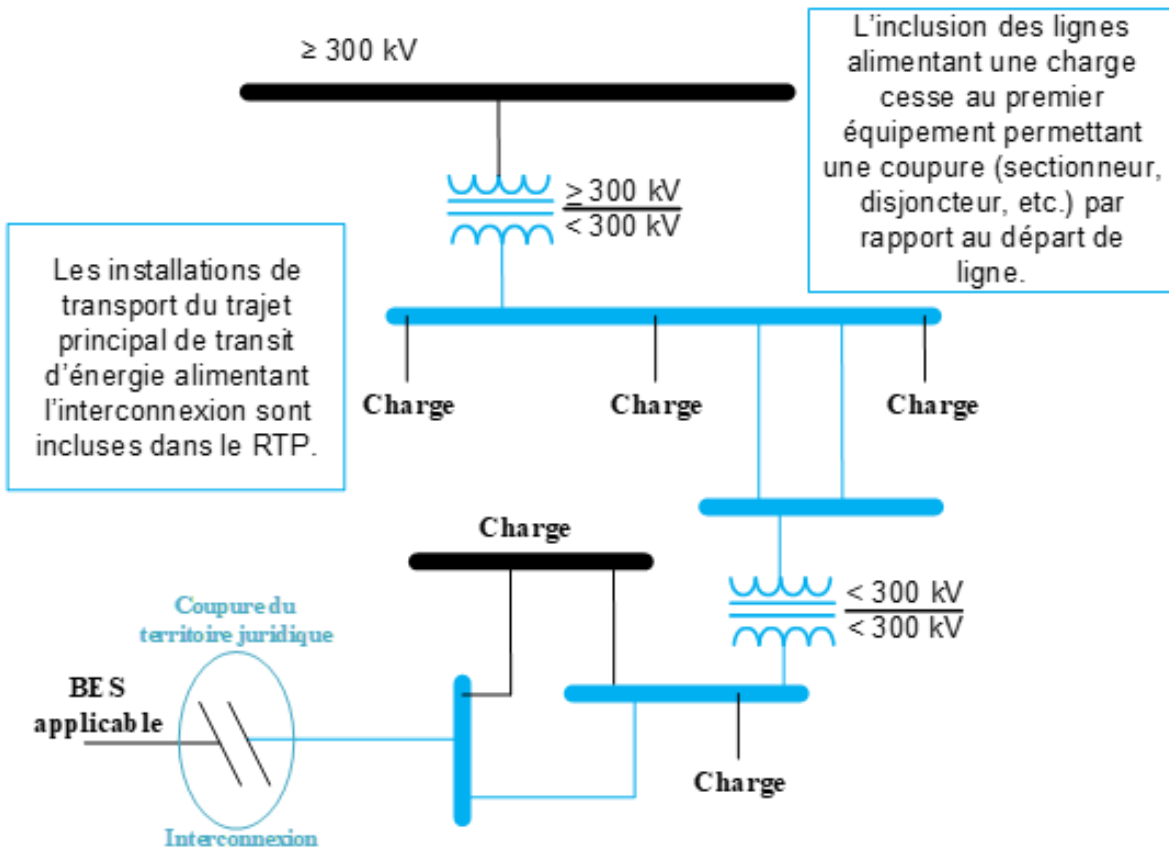 ≥ 300 kV
L'inclusion des lignes
alimentant une charge
cesse au premier
équipement permettant
une coupure (sectionneur,
disjoncteur, etc.) par
rapport au départ de
ligne.
≥ 300 kV
< 300 kV
Les installations de
transport du trajet
principal de transit
d'énergie alimentant
l'interconnexion sont
incluses dans le RTP.
Charge
Charge
Charge
Charge
< 300 kV
< 300 kV
Coupure du
territoire juridique
BES
applicable
Charge
Interconnexion